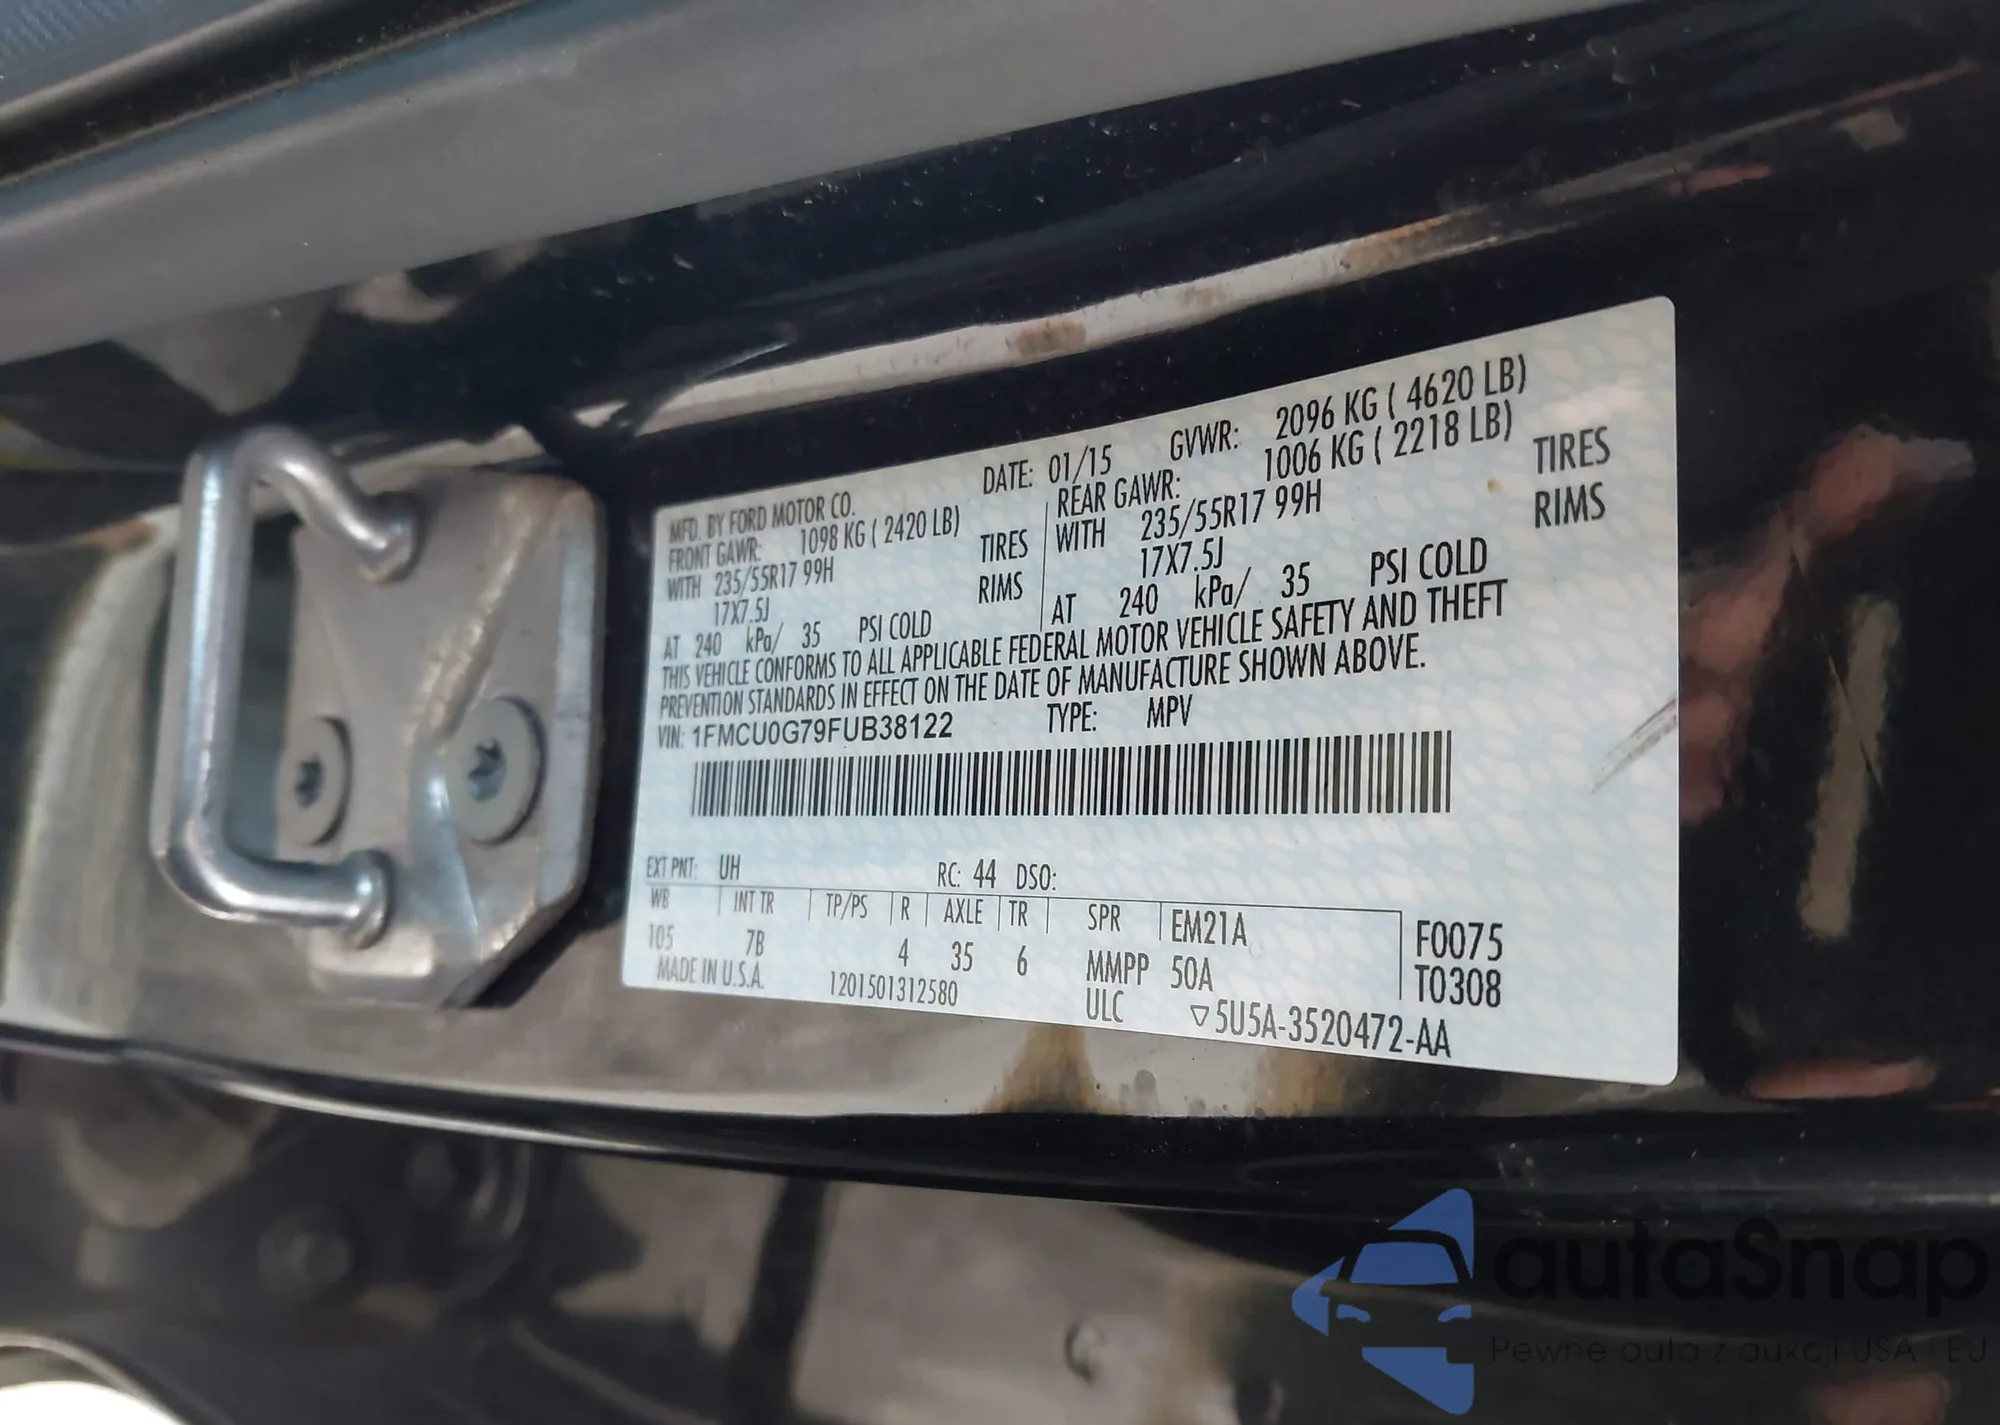 MFD. BY FORD MOTOR CO. DATE: 01/15 GVWR: 2096 KG ( 4620 LB)
FRONT GAWR: 1098 KG ( 2420 LB) REAR GAWR: 1006 KG ( 2218 LB)
WITH 235/55R17 99H TIRES WITH 235/55R17 99H TIRES
17X7.5J RIMS 17X7.5J RIMS
AT 240 kPa/ 35 PSI COLD AT 240 kPa/ 35 PSI COLD
THIS VEHICLE CONFORMS TO ALL APPLICABLE FEDERAL MOTOR VEHICLE SAFETY AND THEFT
PREVENTION STANDARDS IN EFFECT ON THE DATE OF MANUFACTURE SHOWN ABOVE.
VIN: 1FMCU0G79FUB38122 TYPE: MPV
EXT PNT: UH RC: 44 DSO:
WB INT TR TP/PS R AXLE TR SPR EM21A F0075
105 7B 4 35 6 MMPP 50A T0308
MADE IN U.S.A. 1201501312580 ULC ▽5U5A-3520472-AA
autaSnap
Pewne auta z aukcji USA i EU